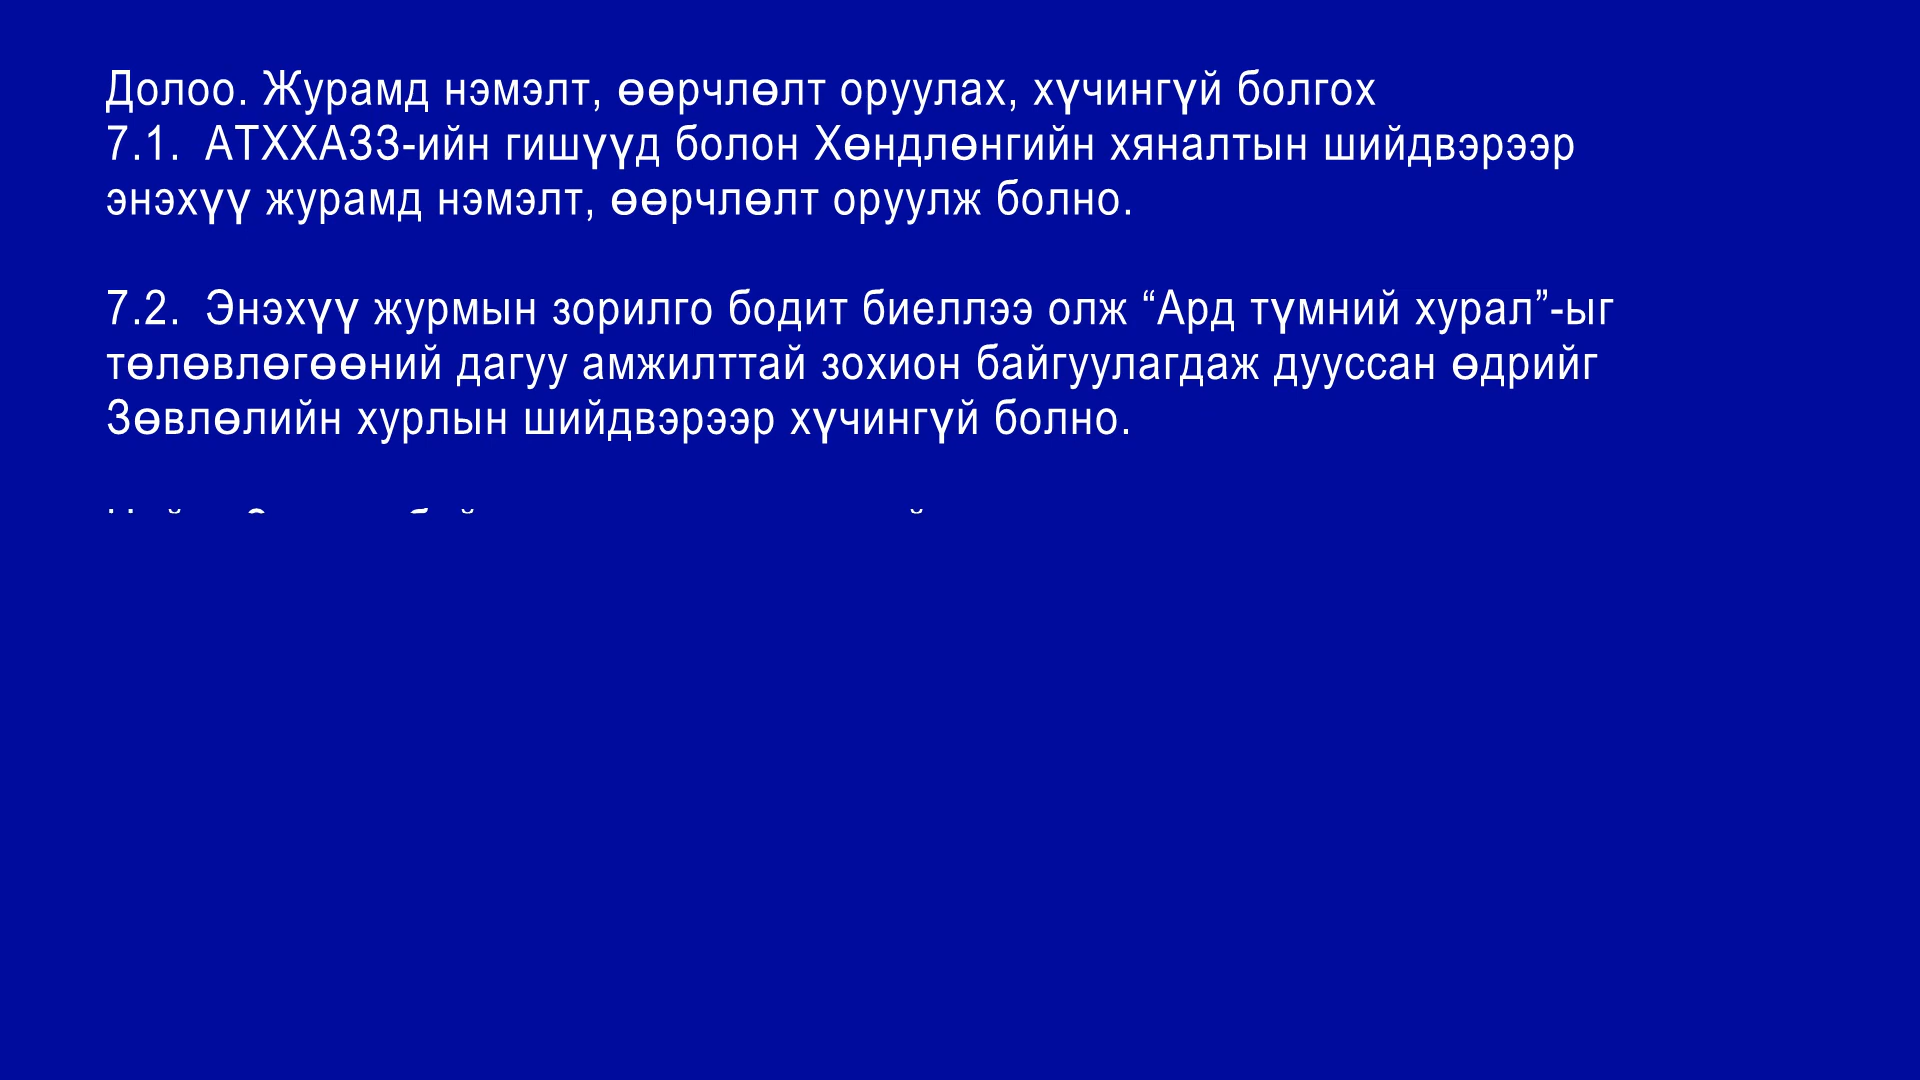 Долоо. Журамд нэмэлт, өөрчлөлт оруулах, хүчингүй болгох
7.1. АТХХАЗЗ-ийн гишүүд болон Хөндлөнгийн хяналтын шийдвэрээр
энэхүү журамд нэмэлт, өөрчлөлт оруулж болно.
7.2. Энэхүү журмын зорилго бодит биеллээ олж “Ард түмний хурал”-ыг
төлөвлөгөөний дагуу амжилттай зохион байгуулагдаж дууссан өдрийг
Зөвлөлийн хурлын шийдвэрээр хүчингүй болно.